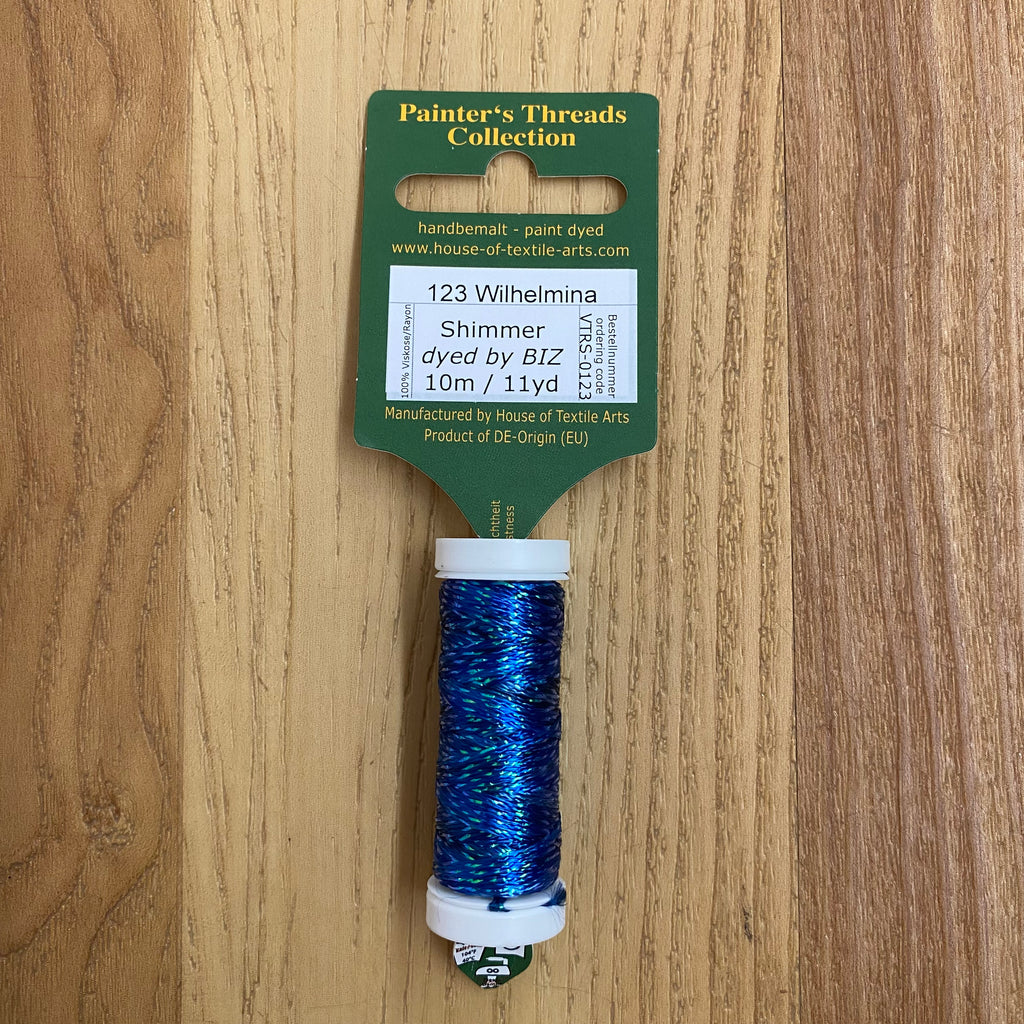 Painter‘s Threads
Collection
handbemalt - paint dyed
www.house-of-textile-arts.com
123 Wilhelmina
100% Viskose/Rayon
Shimmer
dyed by BIZ
10m / 11yd
Bestellnummer
ordering code
VTRS-0123
Manufactured by House of Textile Arts
Product of DE-Origin (EU)
chtheit
stness